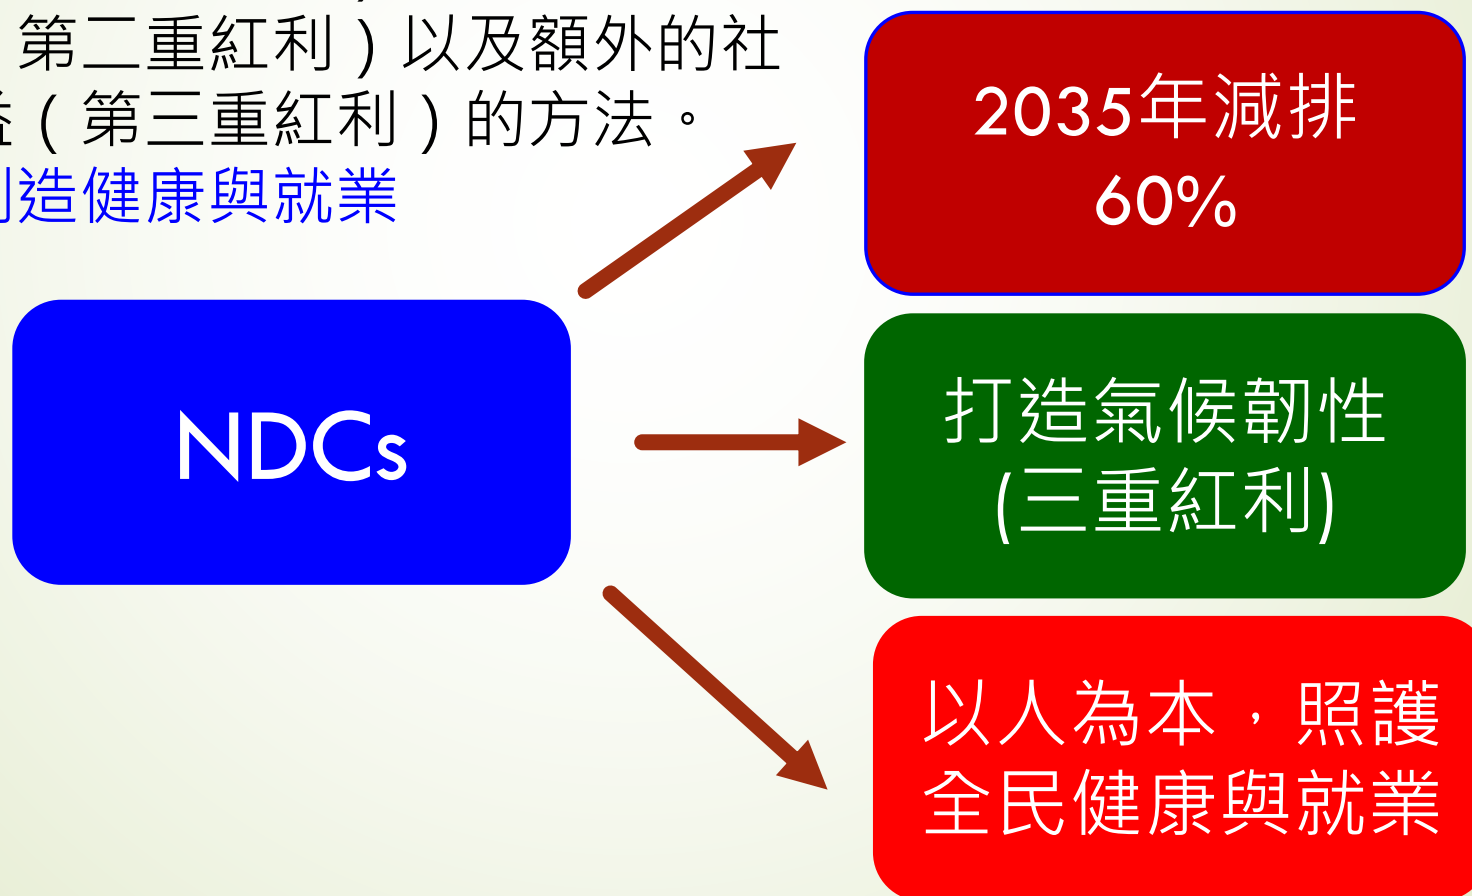 第二重紅利）以及額外的社
益（第三重紅利）的方法。
創造健康與就業
2035年減排
60%
NDCs
打造氣候韌性
(三重紅利)
以人為本，照護
全民健康與就業